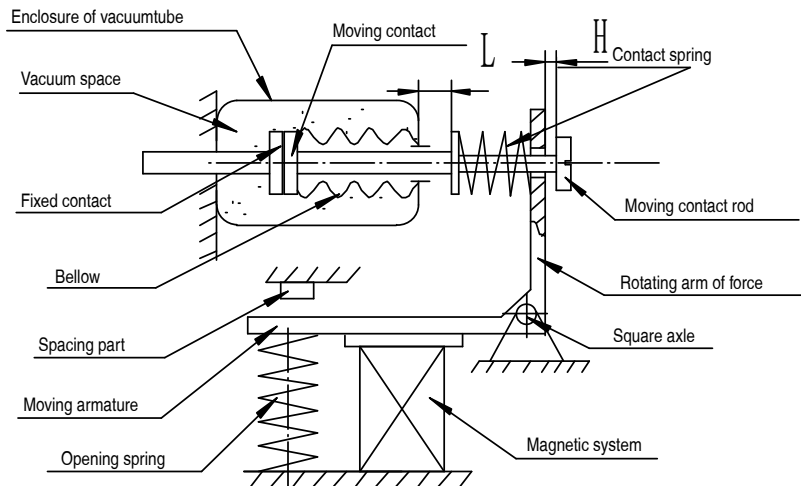 Enclosure of vacuumtube
Moving contact
L
H
Contact spring
Vacuum space
Fixed contact
Moving contact rod
Bellow
Rotating arm of force
Spacing part
Square axle
Moving armature
Magnetic system
Opening spring